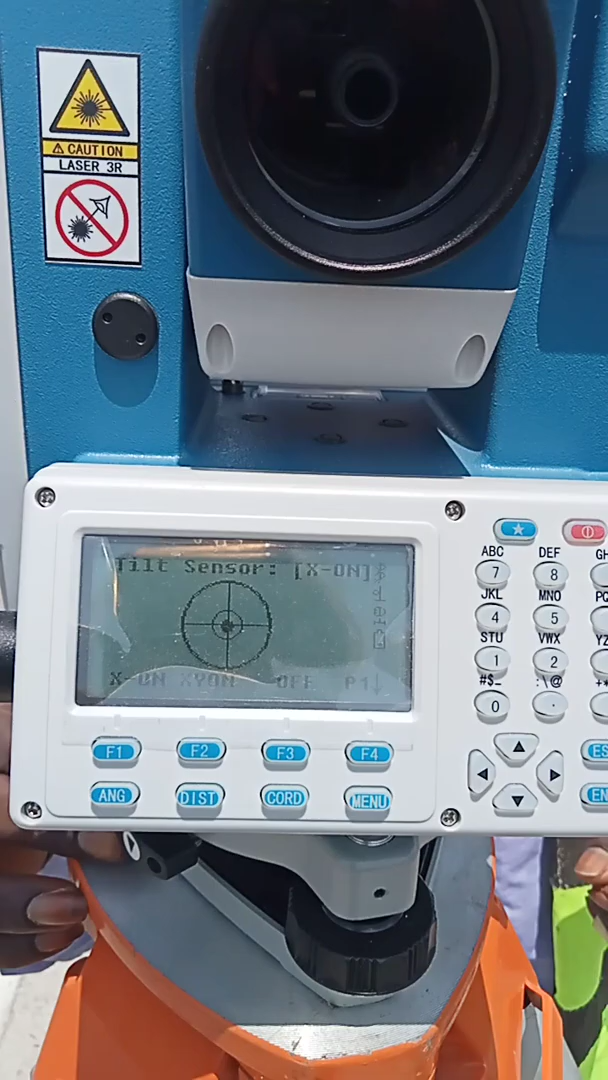 ⚠ CAUTION
LASER 3R
Tilt Sensor: [X-ON]
X-ON XYON OFF P1↓
F1 F2 F3 F4
ANG DIST CORD MENU
ABC DEF
7 8
JKL MNO
4 5
STU VWX
1 2
#$_ :\@
0 .